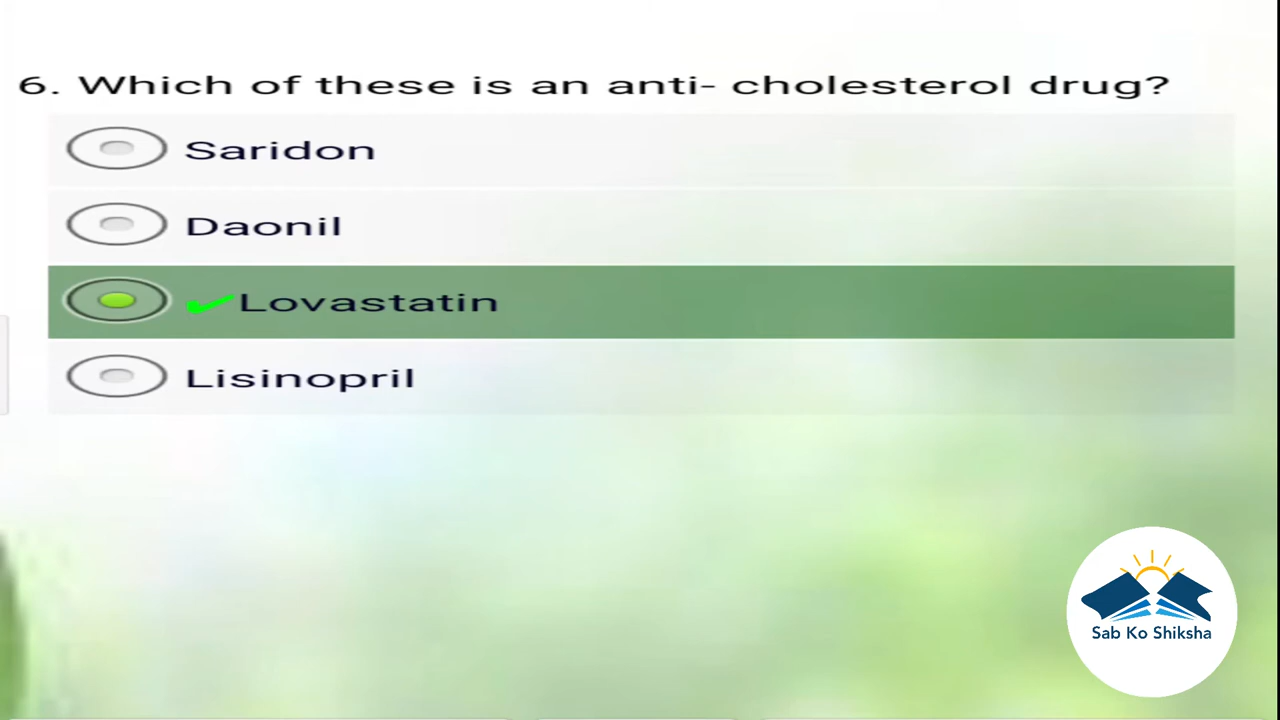 6. Which of these is an anti- cholesterol drug?
Saridon
Daonil
✔Lovastatin
Lisinopril
Sab Ko Shiksha